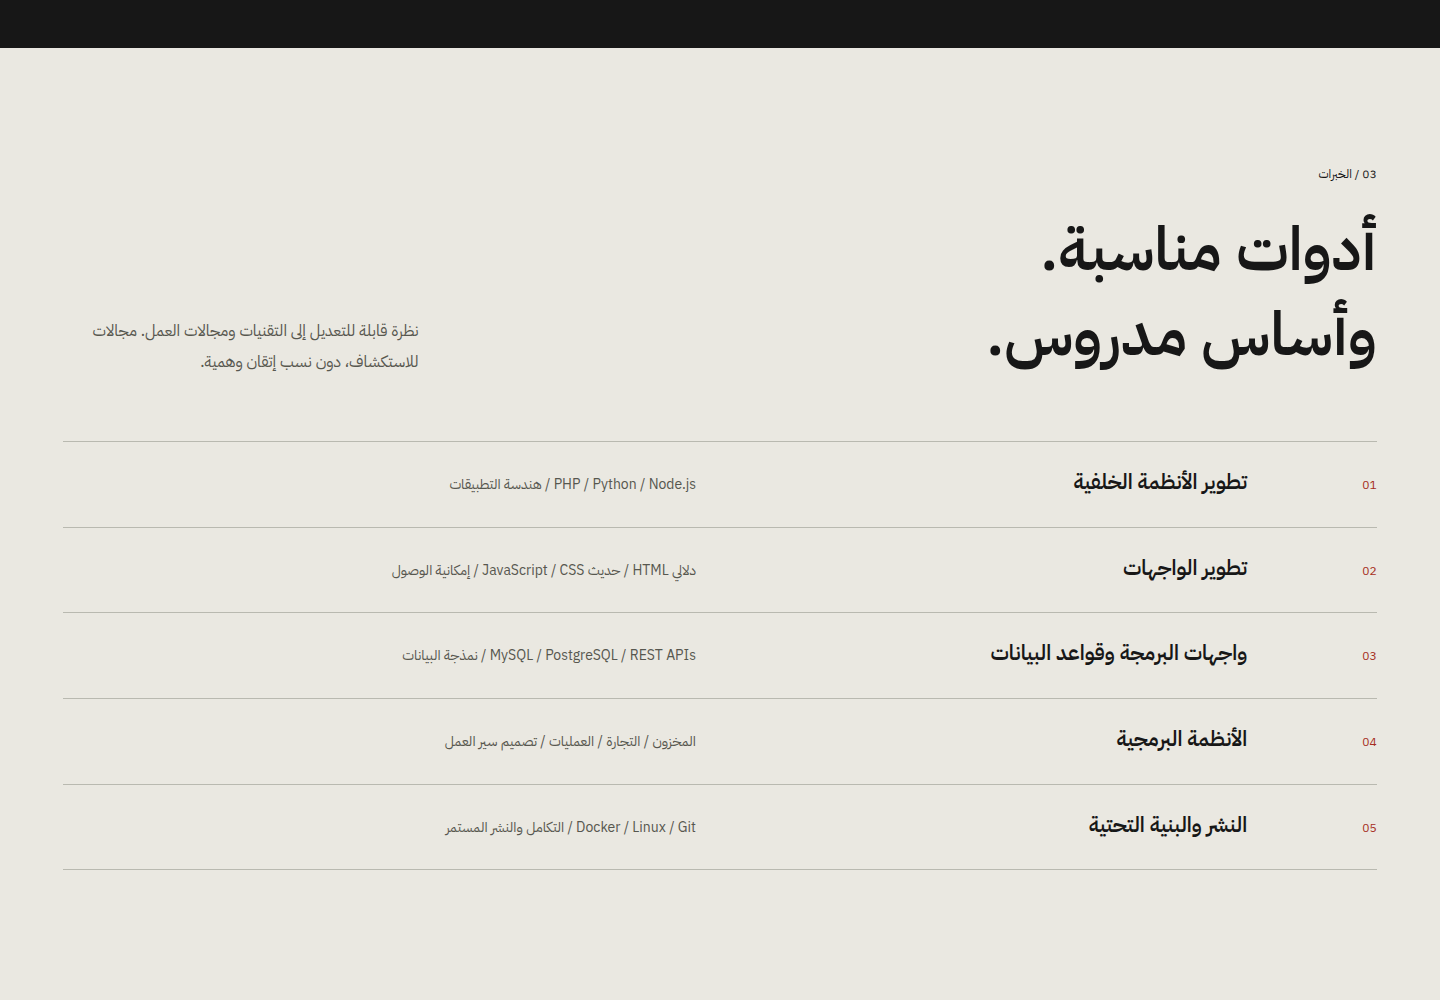 03 / الخبرات
أدوات مناسبة.
وأساس مدروس.
نظرة قابلة للتعديل إلى التقنيات ومجالات العمل. مجالات
للاستكشاف، دون نسب إتقان وهمية.
01
تطوير الأنظمة الخلفية
PHP / Python / Node.js / هندسة التطبيقات
02
تطوير الواجهات
دلالي HTML / حديث CSS / JavaScript / إمكانية الوصول
03
واجهات البرمجة وقواعد البيانات
MySQL / PostgreSQL / REST APIs / نمذجة البيانات
04
الأنظمة البرمجية
المخزون / التجارة / العمليات / تصميم سير العمل
05
النشر والبنية التحتية
Docker / Linux / Git / التكامل والنشر المستمر